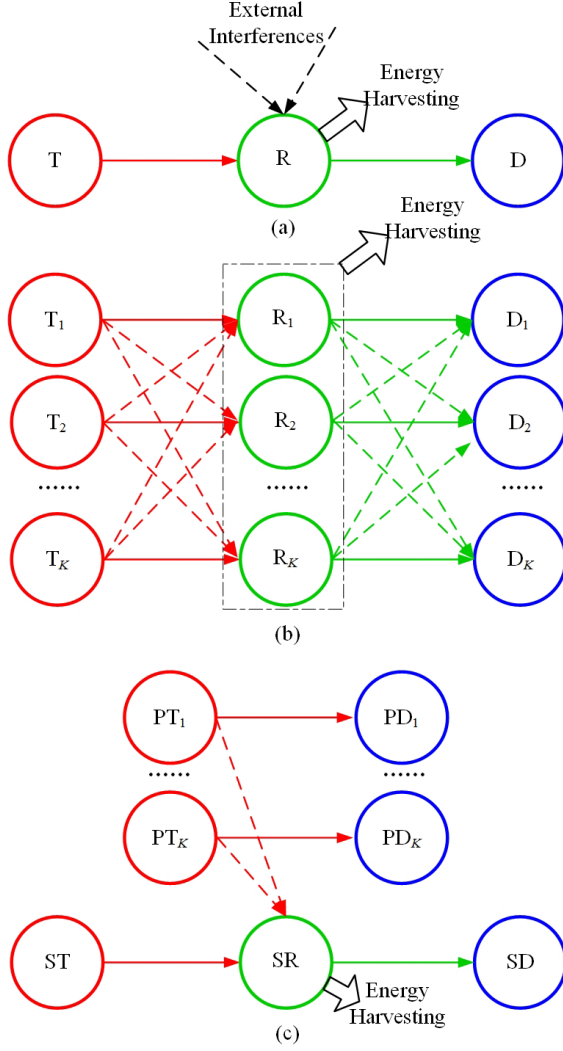 External
Interferences
Energy
Harvesting
T
R
D
(a)
Energy
Harvesting
T1
R1
D1
T2
R2
D2
...... ...... ......
TK
RK
DK
(b)
PT1
PD1
...... ......
PTK
PDK
ST
SR
SD
Energy
Harvesting
(c)